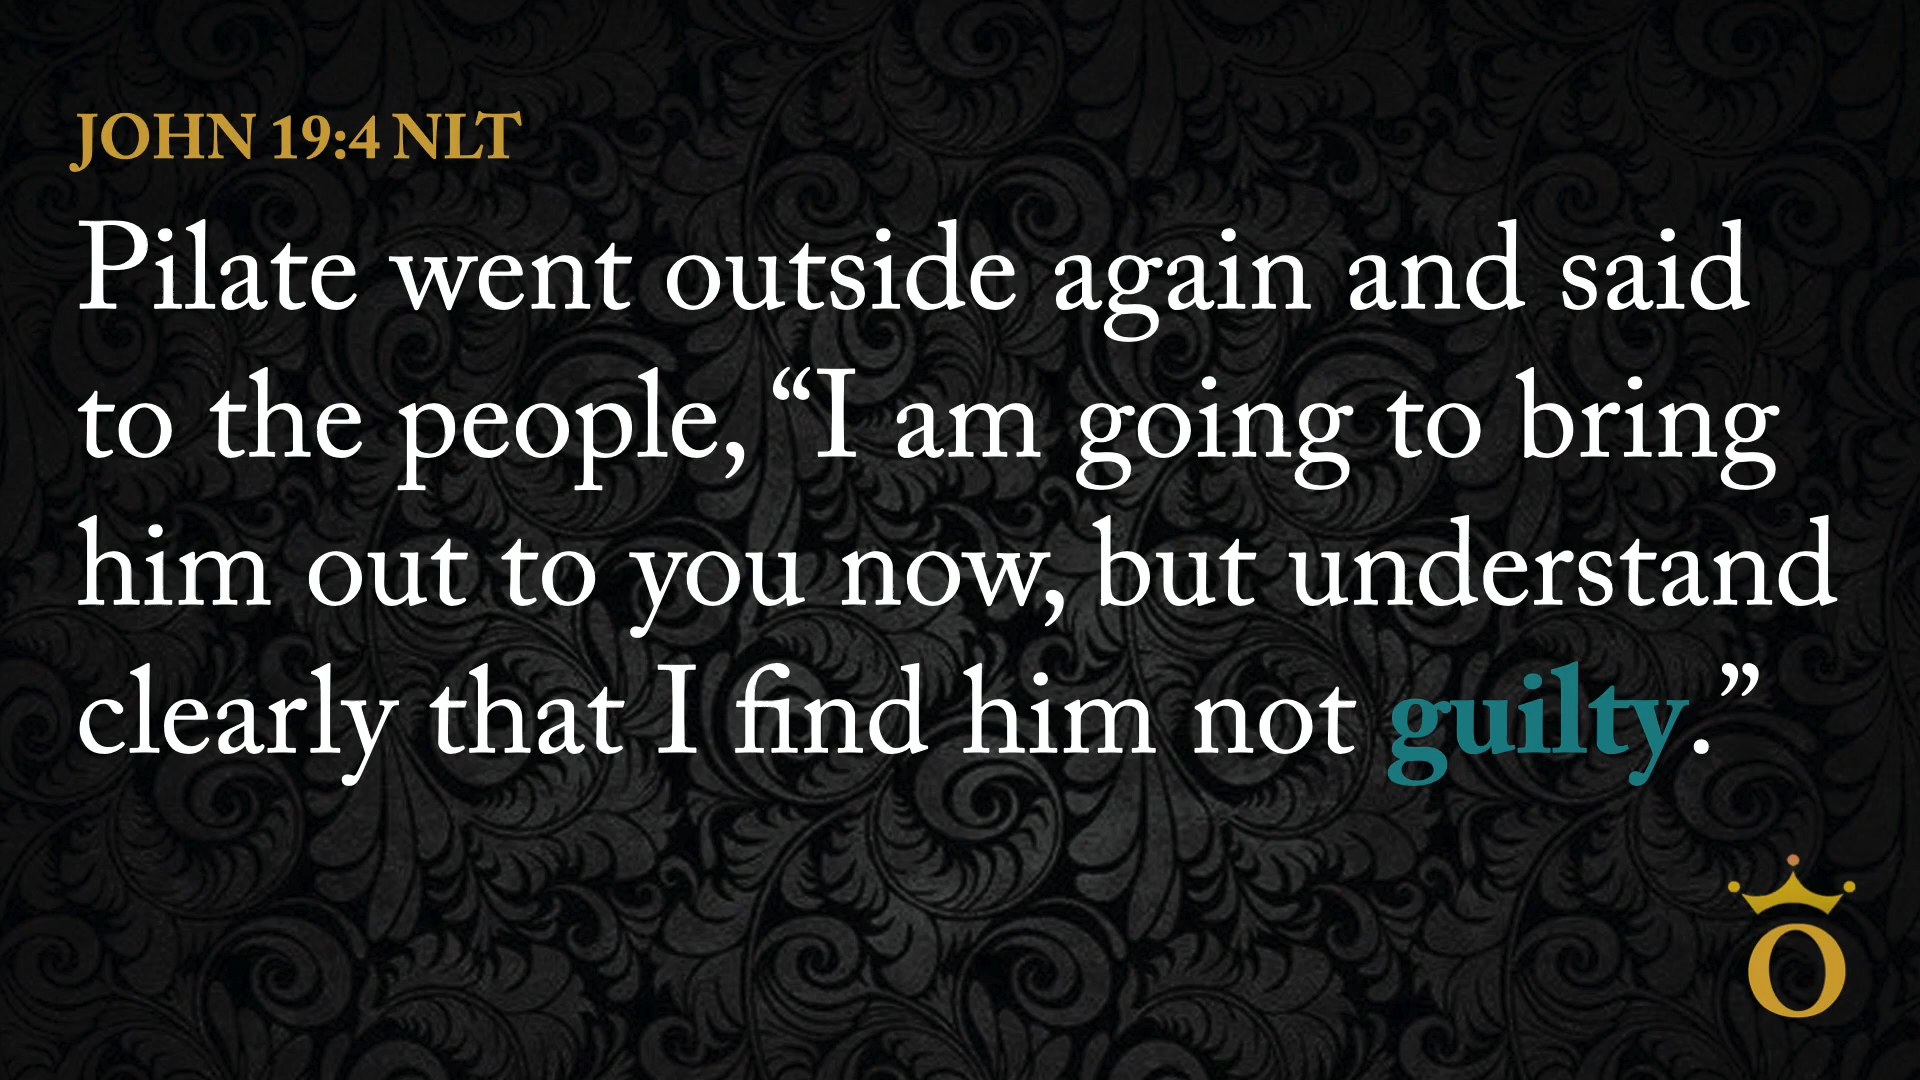 JOHN 19:4 NLT
Pilate went outside again and said
to the people, “I am going to bring
him out to you now, but understand
clearly that I find him not guilty.”
O